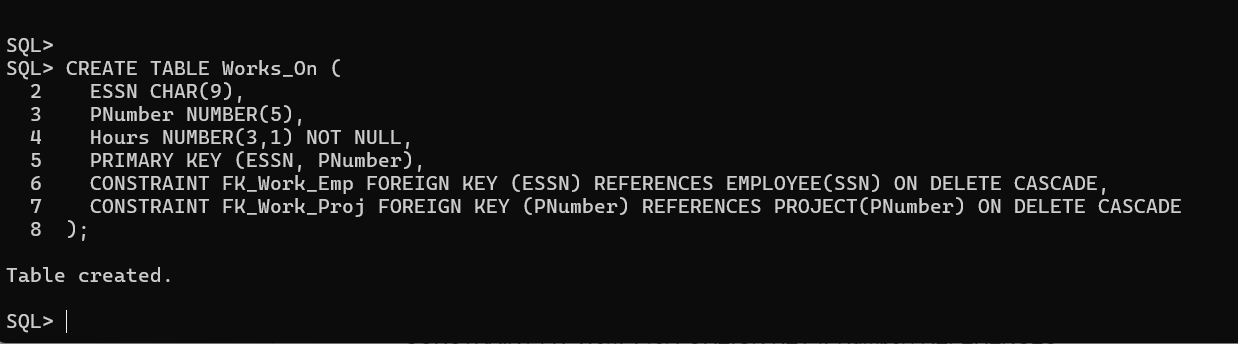 SQL>
SQL> CREATE TABLE Works_On (
  2    ESSN CHAR(9),
  3    PNumber NUMBER(5),
  4    Hours NUMBER(3,1) NOT NULL,
  5    PRIMARY KEY (ESSN, PNumber),
  6    CONSTRAINT FK_Work_Emp FOREIGN KEY (ESSN) REFERENCES EMPLOYEE(SSN) ON DELETE CASCADE,
  7    CONSTRAINT FK_Work_Proj FOREIGN KEY (PNumber) REFERENCES PROJECT(PNumber) ON DELETE CASCADE
  8  );
Table created.
SQL>